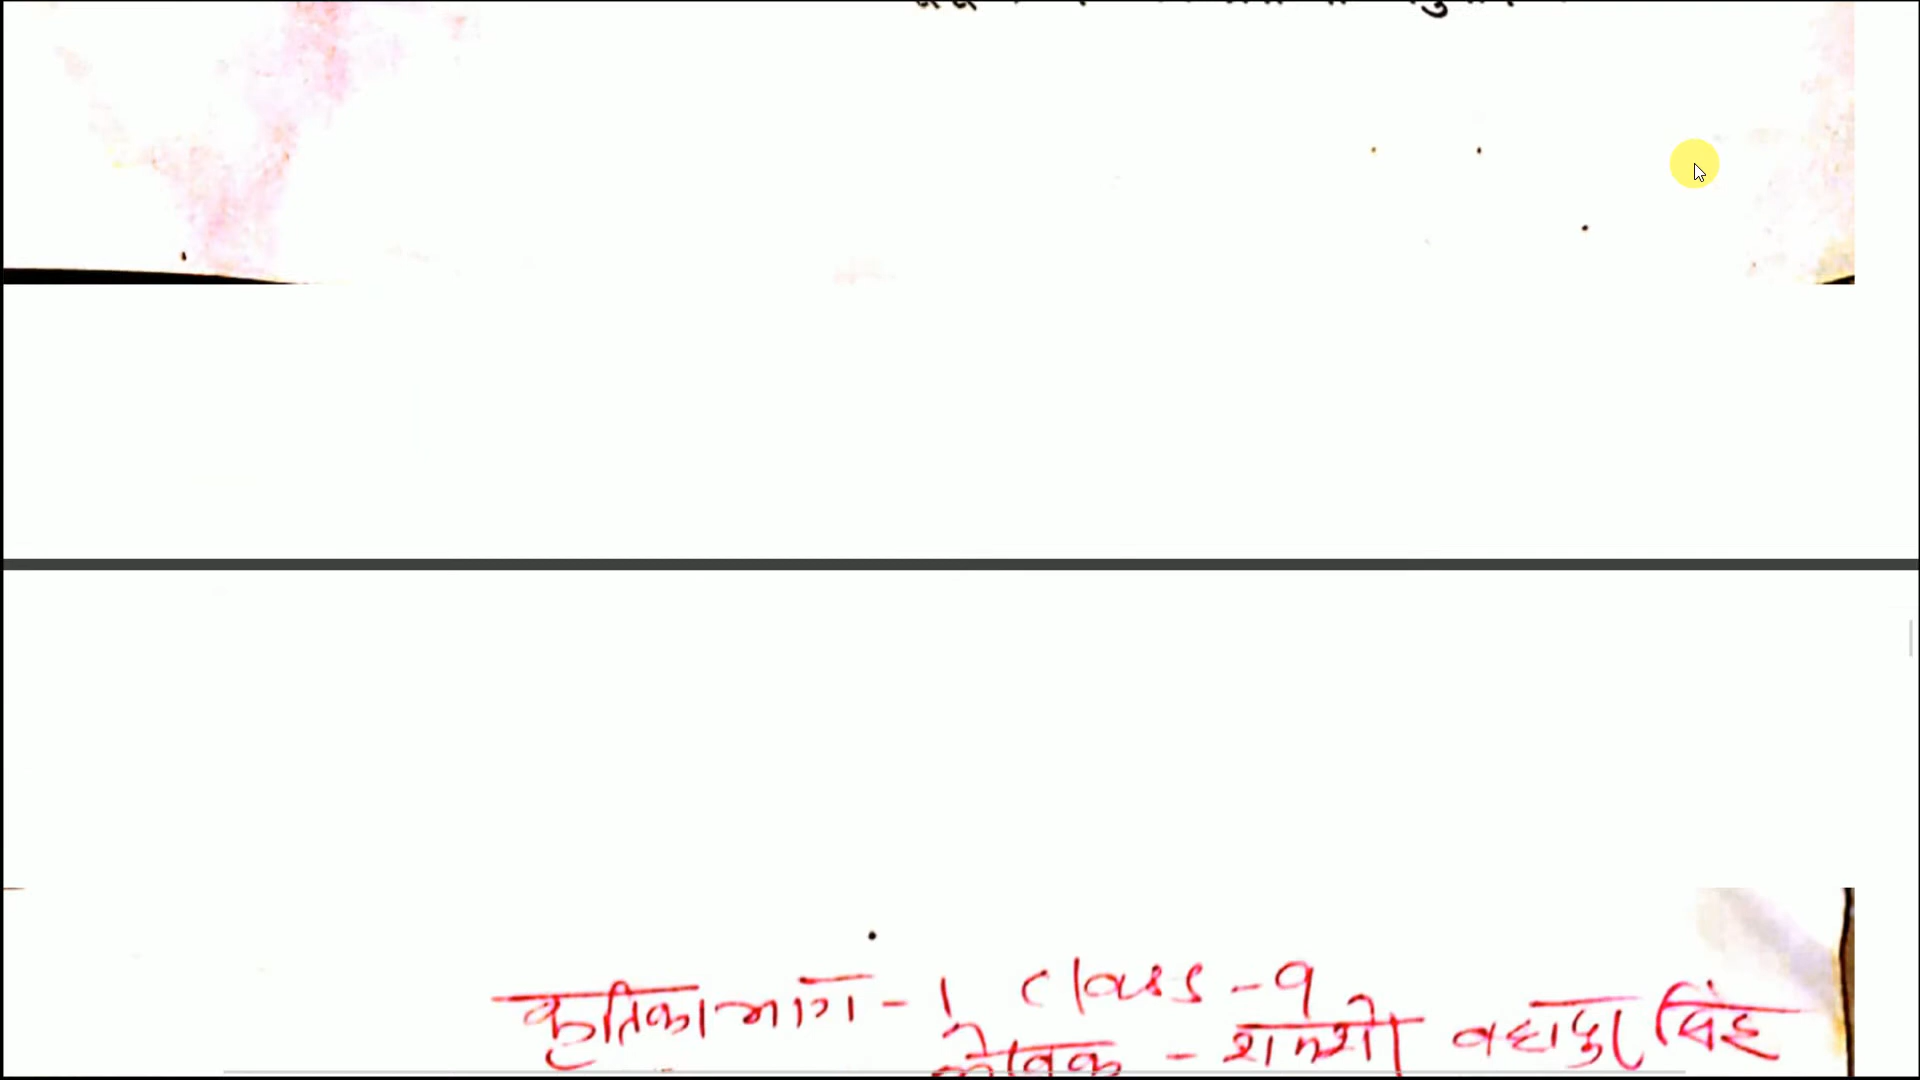 कृतिका भाग - 1 class - 9
लेखक - शमशेर बहादुर सिंह